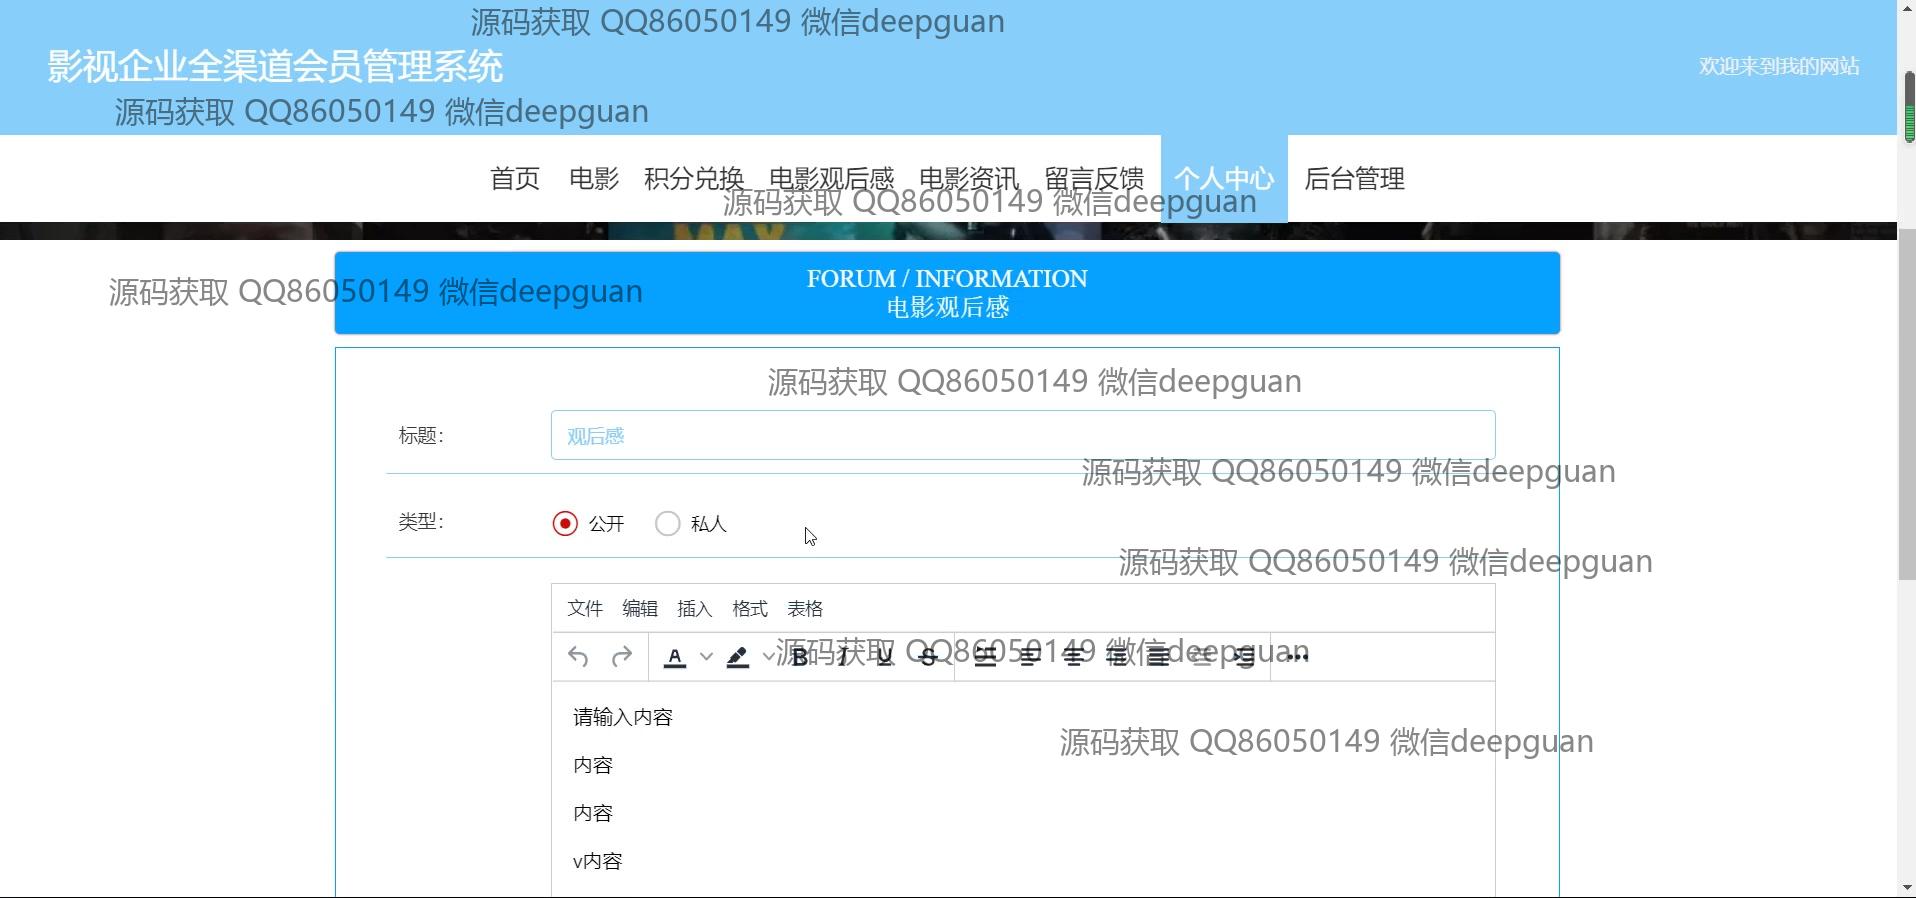 源码获取 QQ86050149 微信deepguan
影视企业全渠道会员管理系统
欢迎来到我的网站
源码获取 QQ86050149 微信deepguan
首页 电影 积分兑换 电影观后感 电影资讯 留言反馈 个人中心 后台管理
源码获取 QQ86050149 微信deepguan
MAX
FORUM / INFORMATION
源码获取 QQ86050149 微信deepguan
电影观后感
源码获取 QQ86050149 微信deepguan
标题: 观后感
源码获取 QQ86050149 微信deepguan
类型: 公开 私人
源码获取 QQ86050149 微信deepguan
文件 编辑 插入 格式 表格
源码获取 QQ86050149 微信deepguan
A B I U S
请输入内容
源码获取 QQ86050149 微信deepguan
内容
内容
v内容